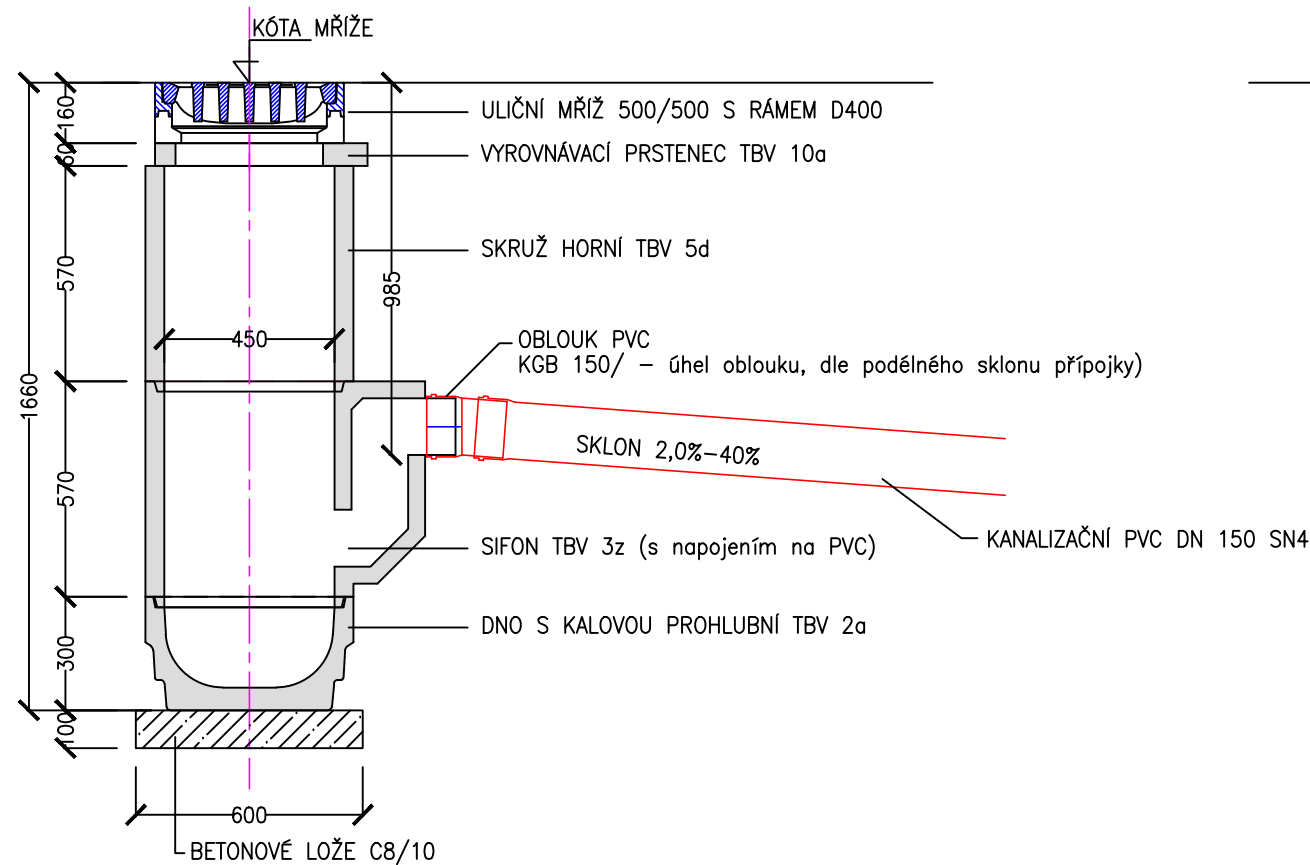 KÓTA MŘÍŽE
ULIČNÍ MŘÍŽ 500/500 S RÁMEM D400
160
VYROVNÁVACÍ PRSTENEC TBV 10a
60
SKRUŽ HORNÍ TBV 5d
570
985
450
OBLOUK PVC
KGB 150/ – úhel oblouku, dle podélného sklonu přípojky)
1660
SKLON 2,0%–40%
570
KANALIZAČNÍ PVC DN 150 SN4
SIFON TBV 3z (s napojením na PVC)
DNO S KALOVOU PROHLUBNÍ TBV 2a
300
100
600
BETONOVÉ LOŽE C8/10